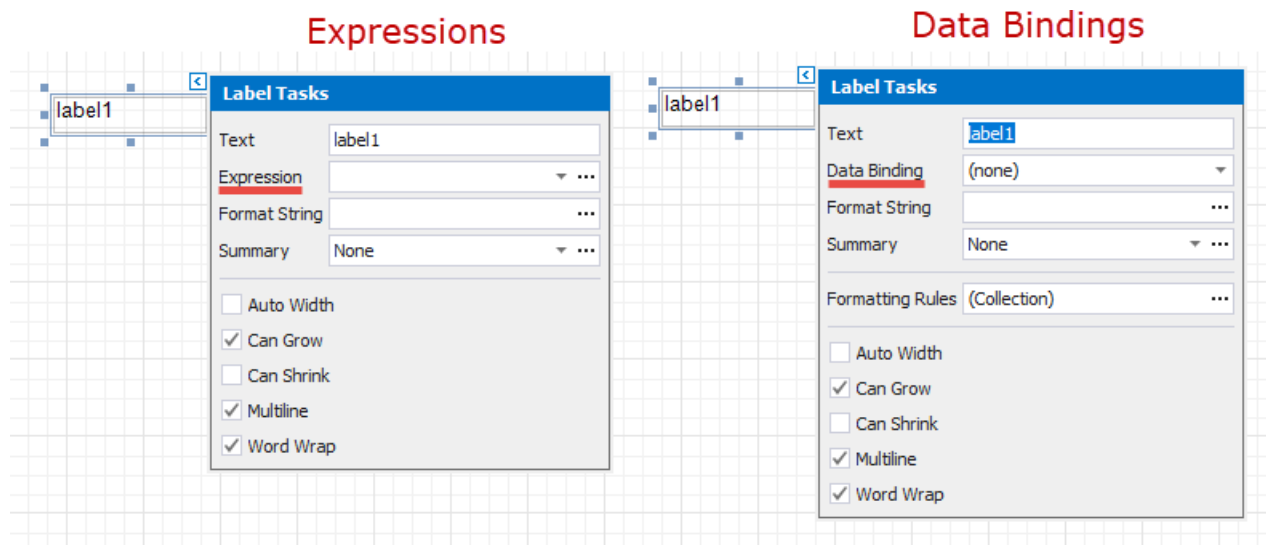 Expressions
label1
Label Tasks
Text label1
Expression
Format String
Summary None
Auto Width
Can Grow
Can Shrink
Multiline
Word Wrap
Data Bindings
label1
Label Tasks
Text label1
Data Binding (none)
Format String
Summary None
Formatting Rules (Collection)
Auto Width
Can Grow
Can Shrink
Multiline
Word Wrap